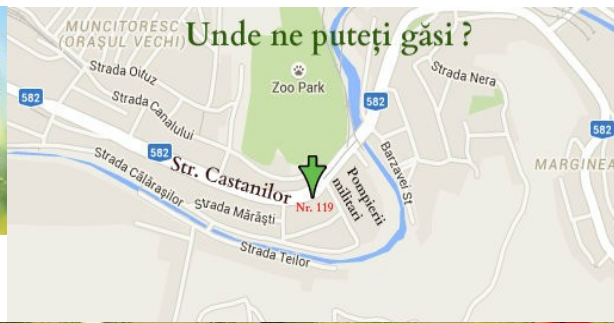 MUNCITORESC
(ORAȘUL VECHI)
Unde ne puteți găsi ?
Strada Oituz
Zoo Park
Strada Nera
582
Strada Canalului
582
582
582
MARGINEA
Str. Castanilor
Strada Călărașilor
Barzavei St
Pompierii
militari
Nr. 119
Strada Mărăști
Strada Teilor